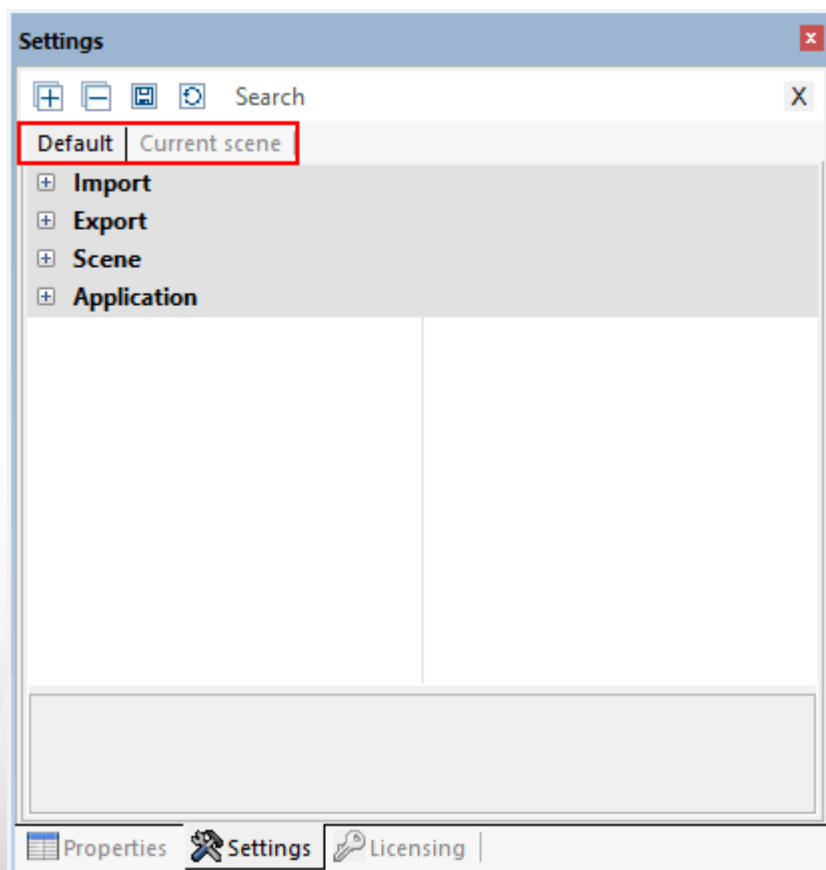 Settings
Search X
Default Current scene
Import
Export
Scene
Application
Properties Settings Licensing